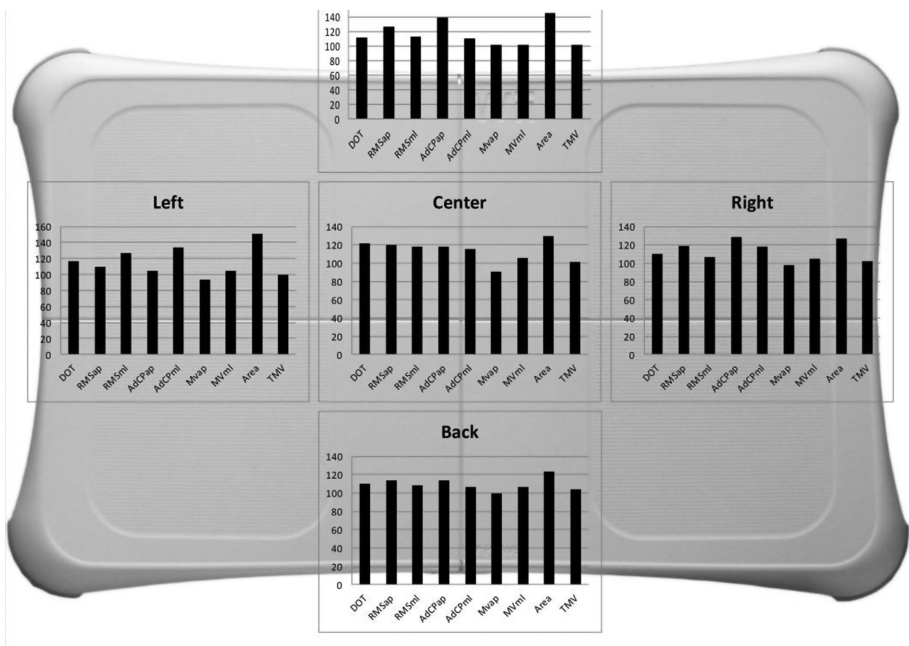 140
120
100
80
60
40
20
0
DOT
RMSap
RMSml
AdCPap
AdCPml
Mvap
MVml
Area
TMV
Left
160
140
120
100
80
60
40
20
0
DOT
RMSap
RMSml
AdCPap
AdCPml
Mvap
MVml
Area
TMV
Center
140
120
100
80
60
40
20
0
DOT
RMSap
RMSml
AdCPap
AdCPml
Mvap
MVml
Area
TMV
Right
140
120
100
80
60
40
20
0
DOT
RMSap
RMSml
AdCPap
AdCPml
Mvap
MVml
Area
TMV
Back
140
120
100
80
60
40
20
0
DOT
RMSap
RMSml
AdCPap
AdCPml
Mvap
MVml
Area
TMV